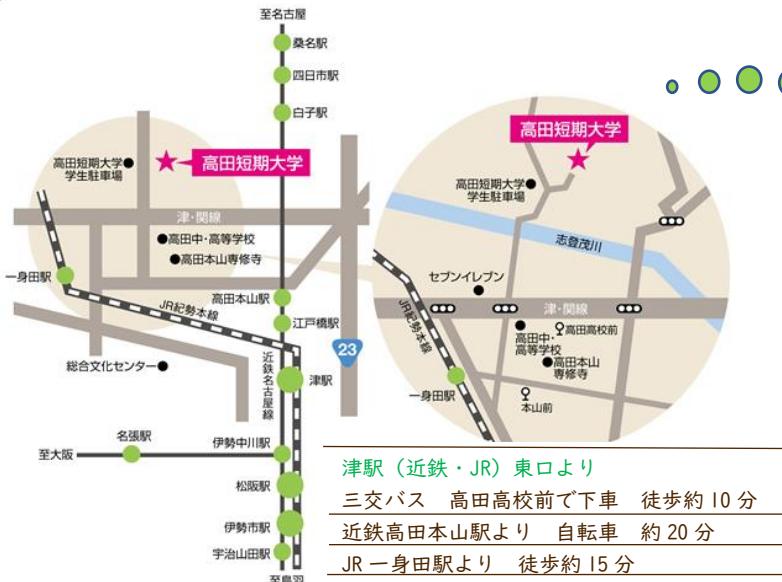 至名古屋
桑名駅
四日市駅
白子駅
高田短期大学
学生駐車場
高田短期大学
津・関線
高田中・高等学校
高田本山専修寺
一身田駅
JR紀勢本線
高田本山駅
江戸橋駅
23
総合文化センター
近鉄名古屋線
津駅
至大阪
名張駅
伊勢中川駅
松阪駅
伊勢市駅
宇治山田駅
至鳥羽
高田短期大学
高田短期大学
学生駐車場
志登茂川
セブンイレブン
津・関線
JR紀勢本線
高田中・
高等学校
高田高校前
高田本山
専修寺
一身田駅
本山前
津駅（近鉄・JR）東口より
三交バス　高田高校前で下車　徒歩約10分
近鉄高田本山駅より　自転車　約20分
JR一身田駅より　徒歩約15分